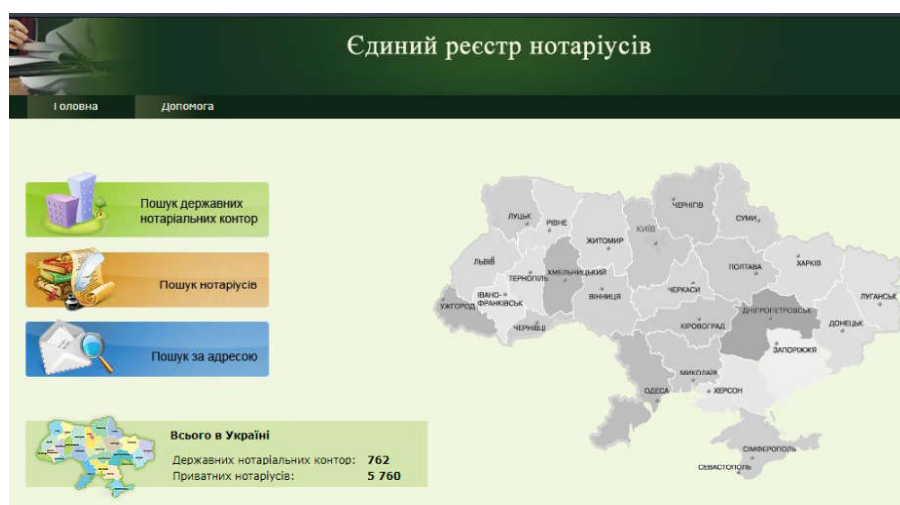 Єдиний реєстр нотаріусів
Головна Допомога
Пошук державних
нотаріальних контор
Пошук нотаріусів
Пошук за адресою
Всього в Україні
Державних нотаріальних контор: 762
Приватних нотаріусів: 5 760
ЧЕРНІГІВ
ЛУЦЬК
РІВНЕ
КИЇВ
СУМИ
ЖИТОМИР
ЛЬВІВ
ТЕРНОПІЛЬ
ХМЕЛЬНИЦЬКИЙ
ПОЛТАВА
ХАРКІВ
ІВАНО-
ФРАНКІВСЬК
ВІННИЦЯ
ЧЕРКАСИ
ЛУГАНСЬК
УЖГОРОД
ДНІПРОПЕТРОВСЬК
ЧЕРНІВЦІ
КІРОВОГРАД
ДОНЕЦЬК
ЗАПОРІЖЖЯ
МИКОЛАЇВ
ОДЕСА
ХЕРСОН
СІМФЕРОПОЛЬ
СЕВАСТОПОЛЬ